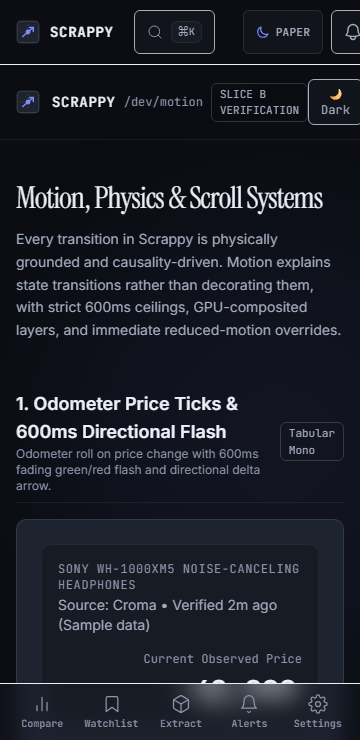 SCRAPPY ⌘K PAPER
SCRAPPY /dev/motion SLICE B
VERIFICATION Dark
Motion, Physics & Scroll Systems
Every transition in Scrappy is physically
grounded and causality-driven. Motion explains
state transitions rather than decorating them,
with strict 600ms ceilings, GPU-composited
layers, and immediate reduced-motion overrides.
1. Odometer Price Ticks &
600ms Directional Flash
Tabular
Mono
Odometer roll on price change with 600ms
fading green/red flash and directional delta
arrow.
SONY WH-1000XM5 NOISE-CANCELING
HEADPHONES
Source: Croma • Verified 2m ago
(Sample data)
Current Observed Price
Compare Watchlist Extract Alerts Settings